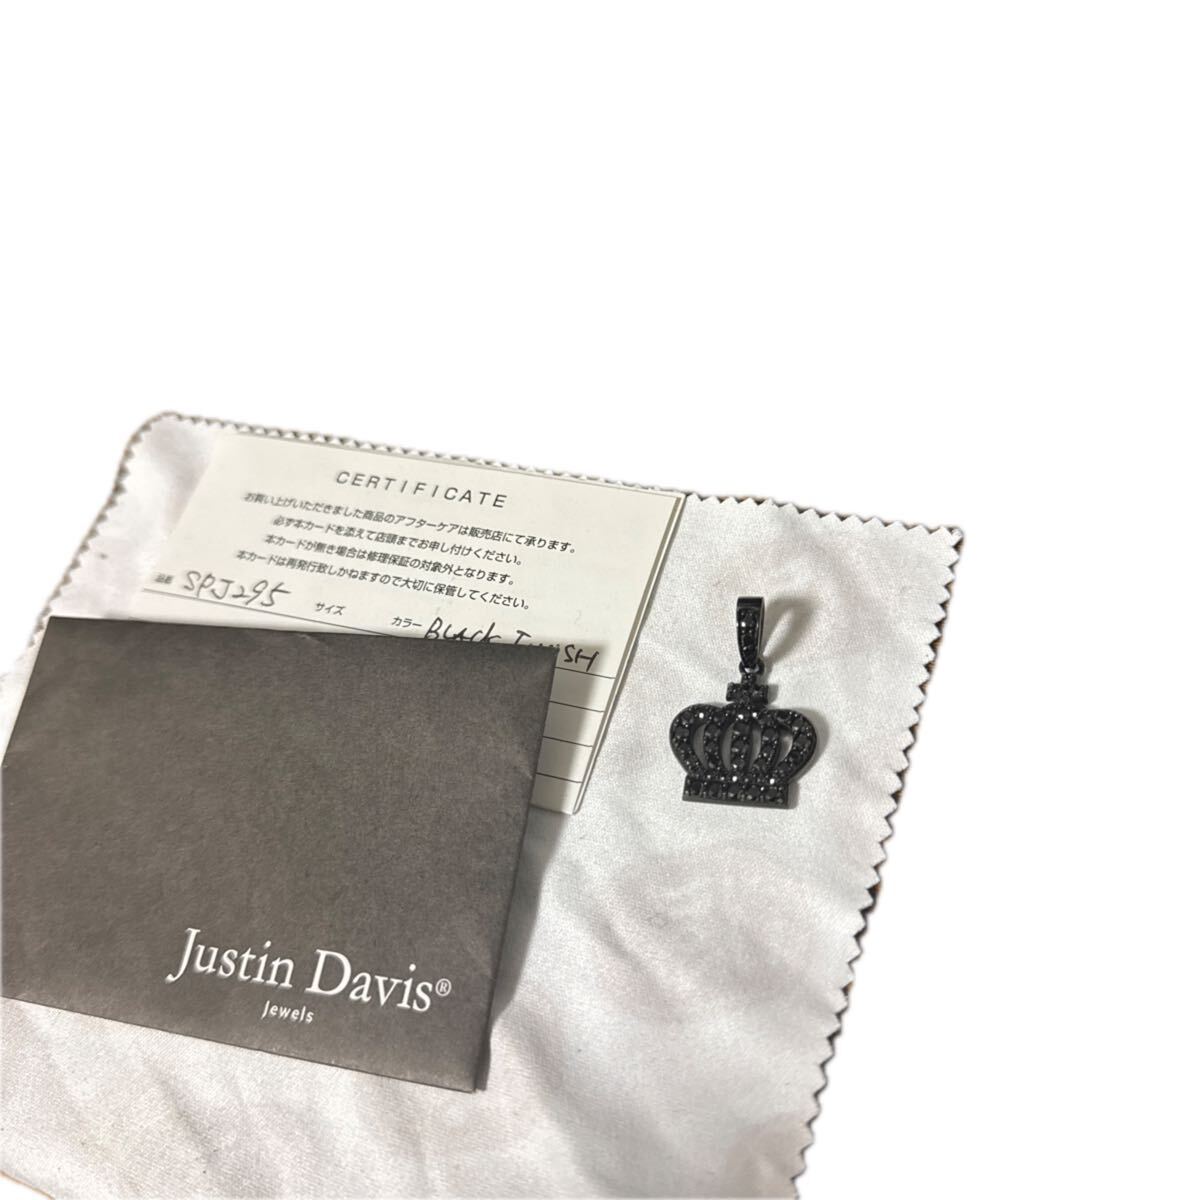 CERTIFICATE
お買い上げいただきました商品のアフターケアは販売店にて承ります。
必ず本カードを添えて店頭までお申し付けください。
本カードが無き場合は修理保証の対象外となります。
本カードは再発行致しかねますので大切に保管してください。
品番 SPJ295 サイズ カラー BLACK
Justin Davis®
Jewels